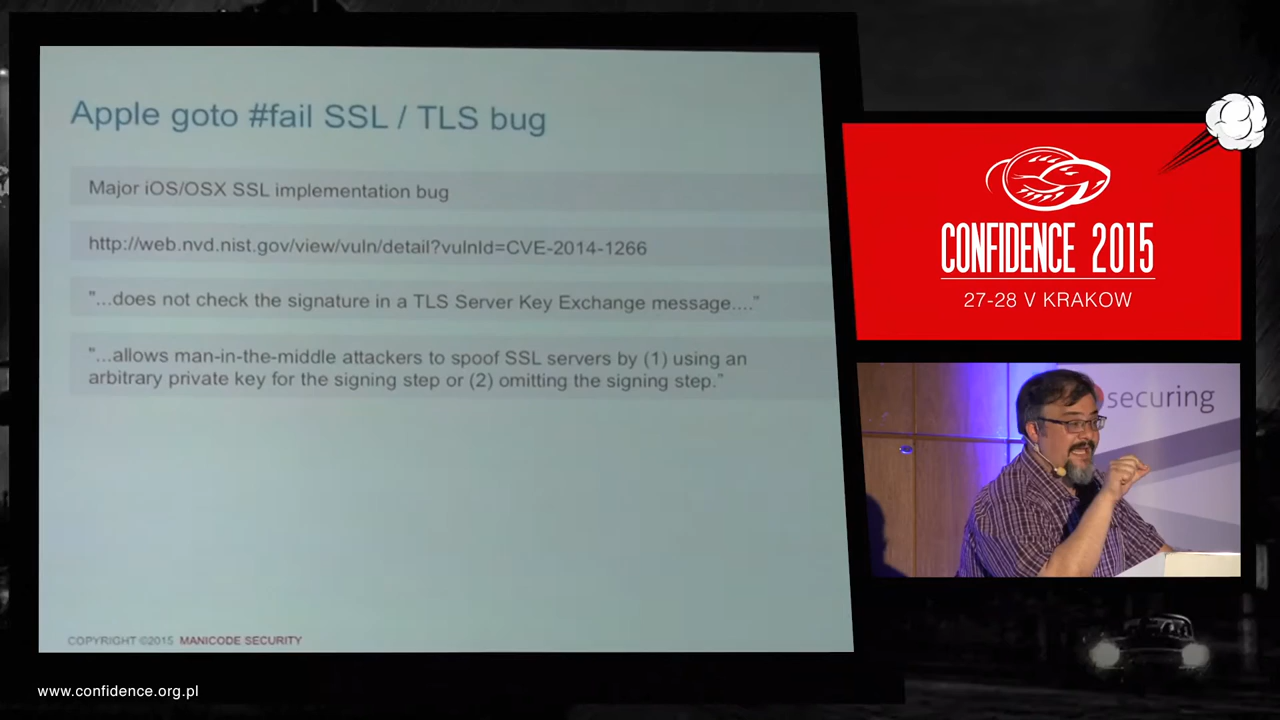 Apple goto #fail SSL / TLS bug
Major iOS/OSX SSL implementation bug
http://web.nvd.nist.gov/view/vuln/detail?vulnId=CVE-2014-1266
"...does not check the signature in a TLS Server Key Exchange message...."
"...allows man-in-the-middle attackers to spoof SSL servers by (1) using an
arbitrary private key for the signing step or (2) omitting the signing step."
COPYRIGHT ©2015 MANICODE SECURITY
CONFIDENCE 2015
27-28 V KRAKOW
securing
www.confidence.org.pl